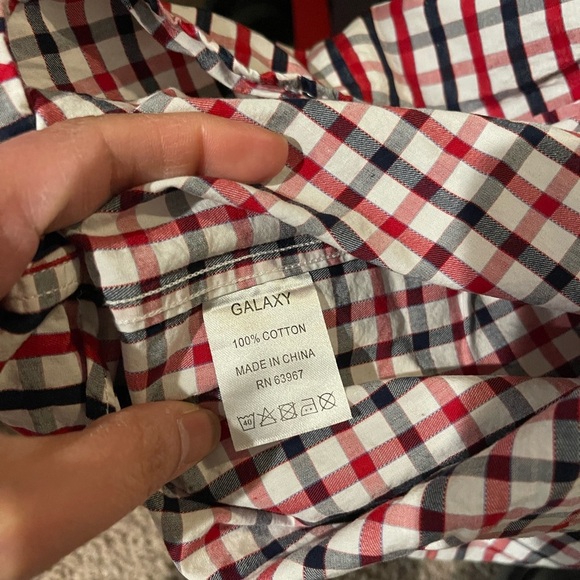 GALAXY
100% COTTON
MADE IN CHINA
RN 63967
40